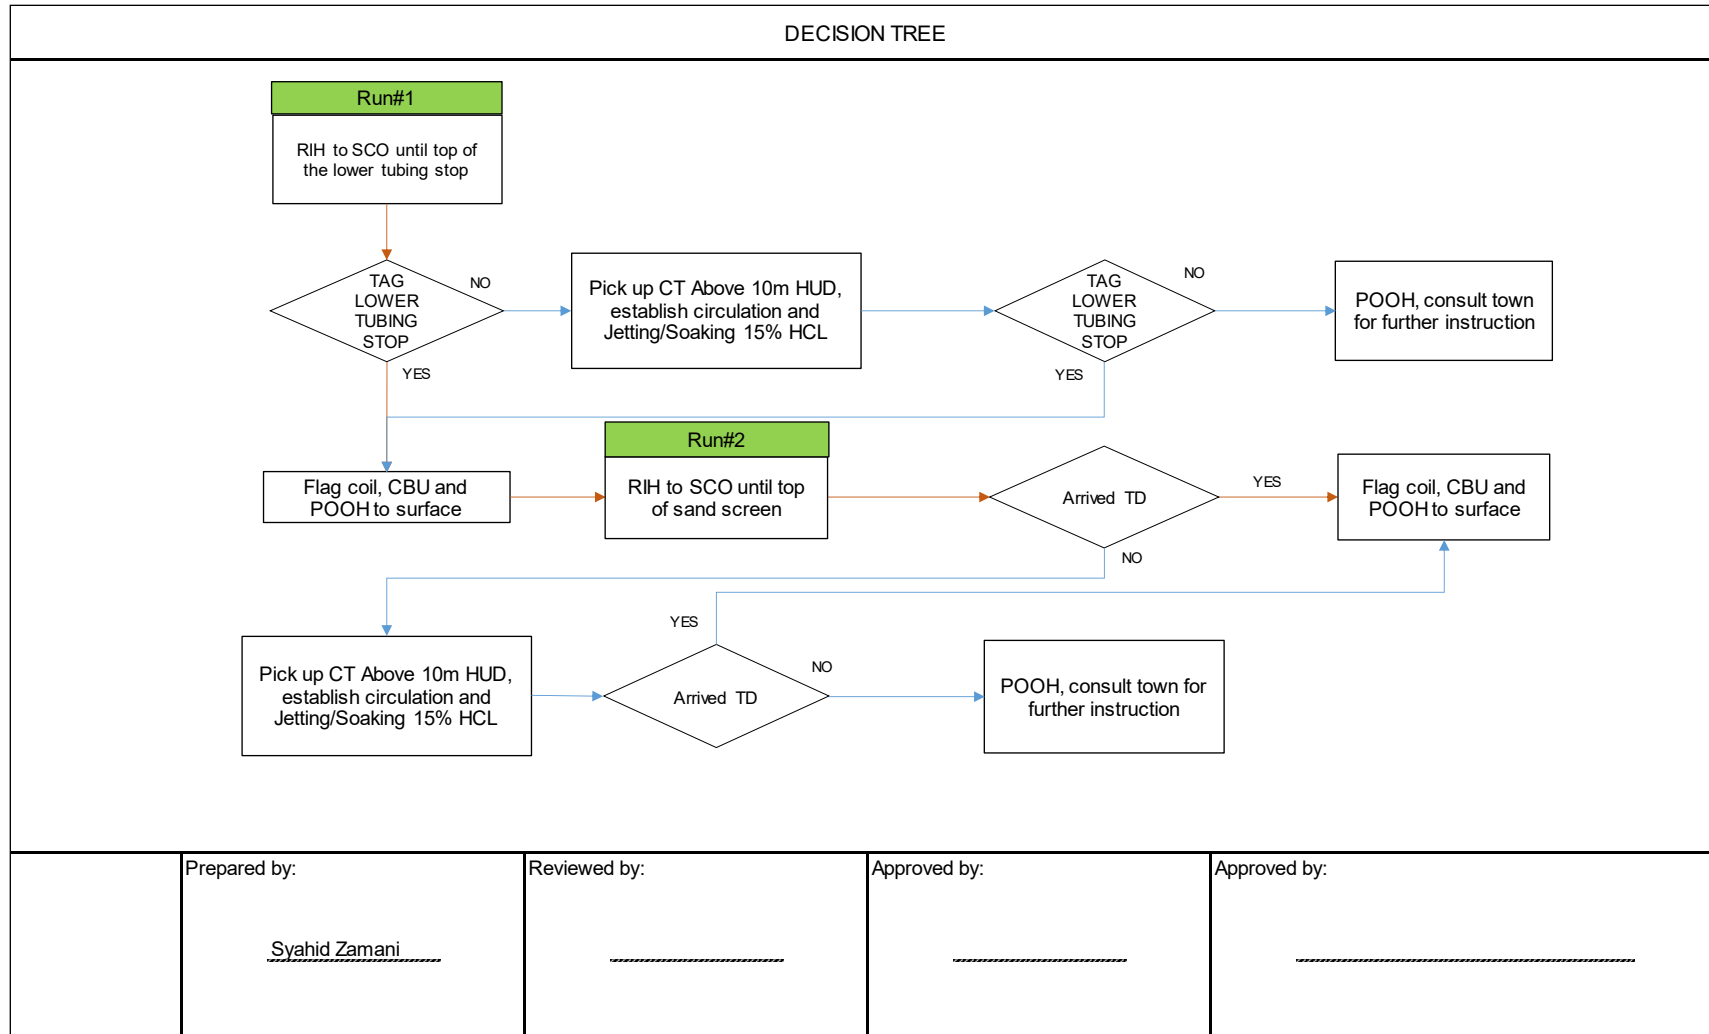 DECISION TREE
Run#1
RIH to SCO until top of
the lower tubing stop
TAG
LOWER
TUBING
STOP
NO
YES
Pick up CT Above 10m HUD,
establish circulation and
Jetting/Soaking 15% HCL
TAG
LOWER
TUBING
STOP
NO
YES
POOH, consult town
for further instruction
Flag coil, CBU and
POOH to surface
Run#2
RIH to SCO until top
of sand screen
Arrived TD
YES
NO
Flag coil, CBU and
POOH to surface
Pick up CT Above 10m HUD,
establish circulation and
Jetting/Soaking 15% HCL
YES
Arrived TD
NO
POOH, consult town for
further instruction
Prepared by:
Syahid Zamani
Reviewed by:
Approved by:
Approved by: